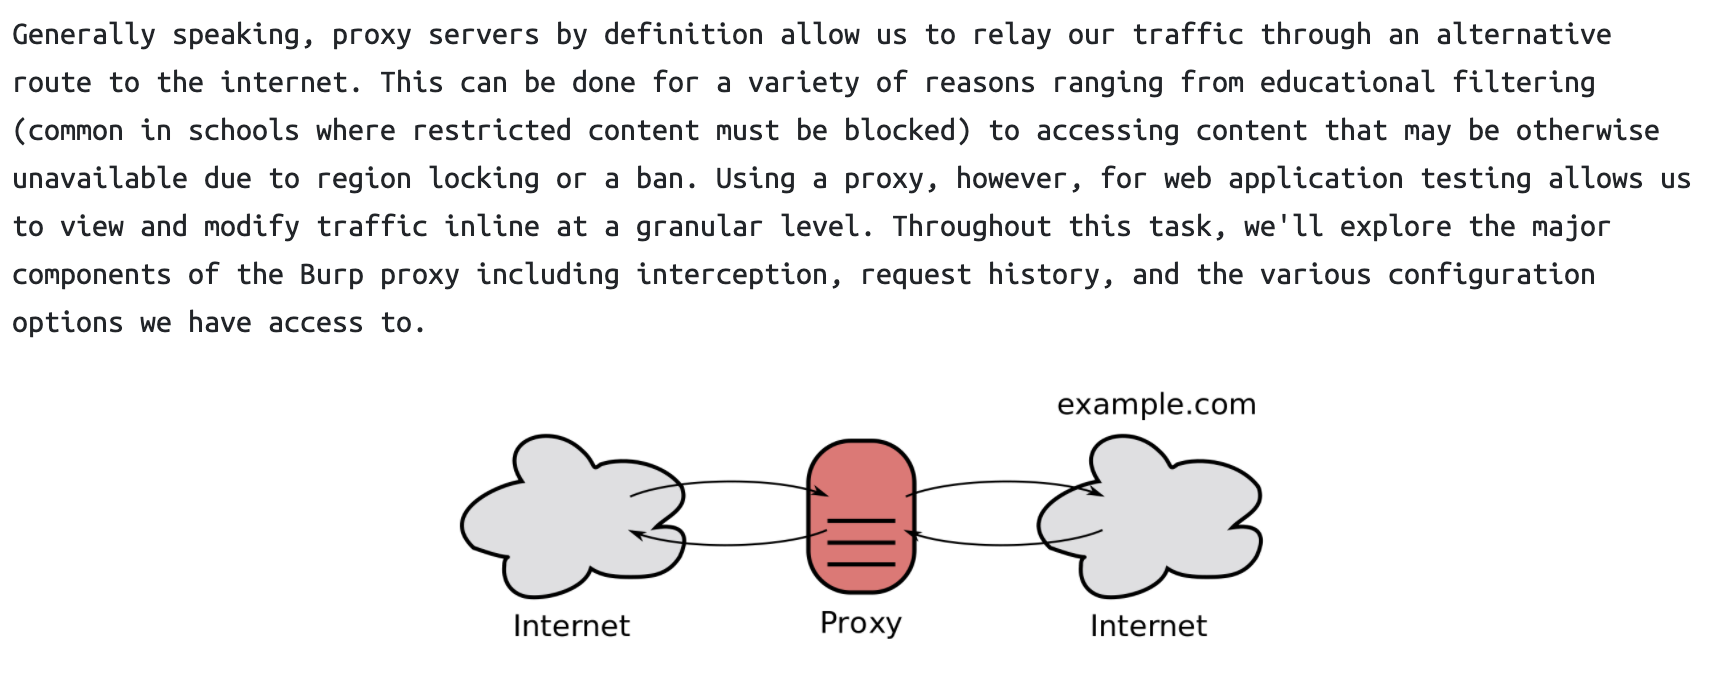 Generally speaking, proxy servers by definition allow us to relay our traffic through an alternative
route to the internet. This can be done for a variety of reasons ranging from educational filtering
(common in schools where restricted content must be blocked) to accessing content that may be otherwise
unavailable due to region locking or a ban. Using a proxy, however, for web application testing allows us
to view and modify traffic inline at a granular level. Throughout this task, we'll explore the major
components of the Burp proxy including interception, request history, and the various configuration
options we have access to.
example.com
Internet
Proxy
Internet